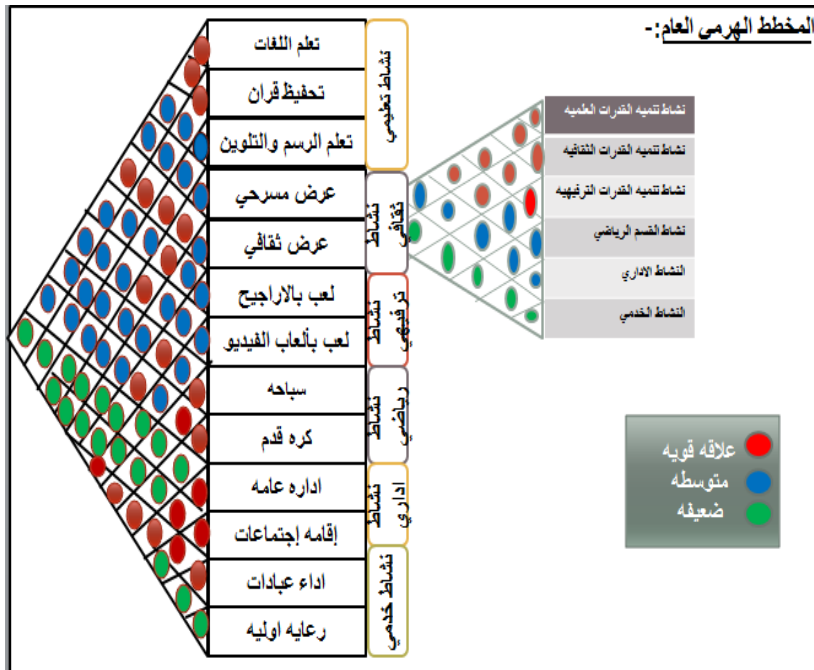 المخطط الهرمي العام:-
نشاط تنميه القدرات العلميه
نشاط تنميه القدرات الثقافيه
نشاط تنميه القدرات الترفيهيه
نشاط القسم الرياضي
النشاط الاداري
النشاط الخدمي
علاقه قويه
متوسطه
ضعيفه
نشاط تعليمي
نشاط ثقافي
نشاط ترفيهي
نشاط رياضي
نشاط اداري
نشاط خدمي
تعلم اللغات
تحفيظ قران
تعلم الرسم والتلوين
عرض مسرحي
عرض ثقافي
لعب بالاراجيح
لعب بألعاب الفيديو
سباحه
كره قدم
اداره عامه
إقامه إجتماعات
اداء عبادات
رعايه اوليه